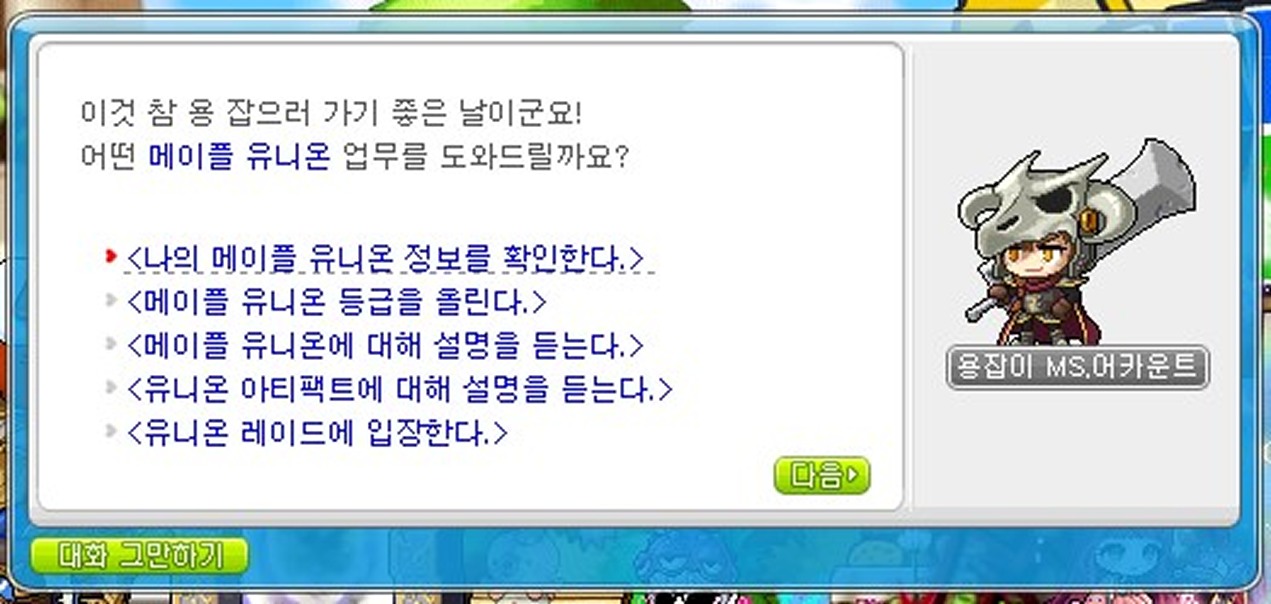 이것 참 용 잡으러 가기 좋은 날이군요!
어떤 메이플 유니온 업무를 도와드릴까요?
<나의 메이플 유니온 정보를 확인한다.>
<메이플 유니온 등급을 올린다.>
<메이플 유니온에 대해 설명을 듣는다.>
<유니온 아티팩트에 대해 설명을 듣는다.>
<유니온 레이드에 입장한다.>
용잡이 MS.어카운트
다음
대화 그만하기